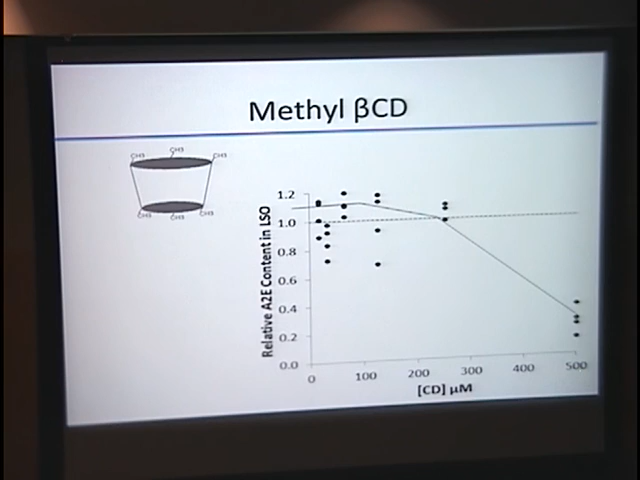 Methyl βCD
CH3 CH3 CH3
CH3 CH3 CH3
Relative A2E Content in LSO
1.2
1.0
0.8
0.6
0.4
0.2
0.0
0 100 200 300 400 500
[CD] µM